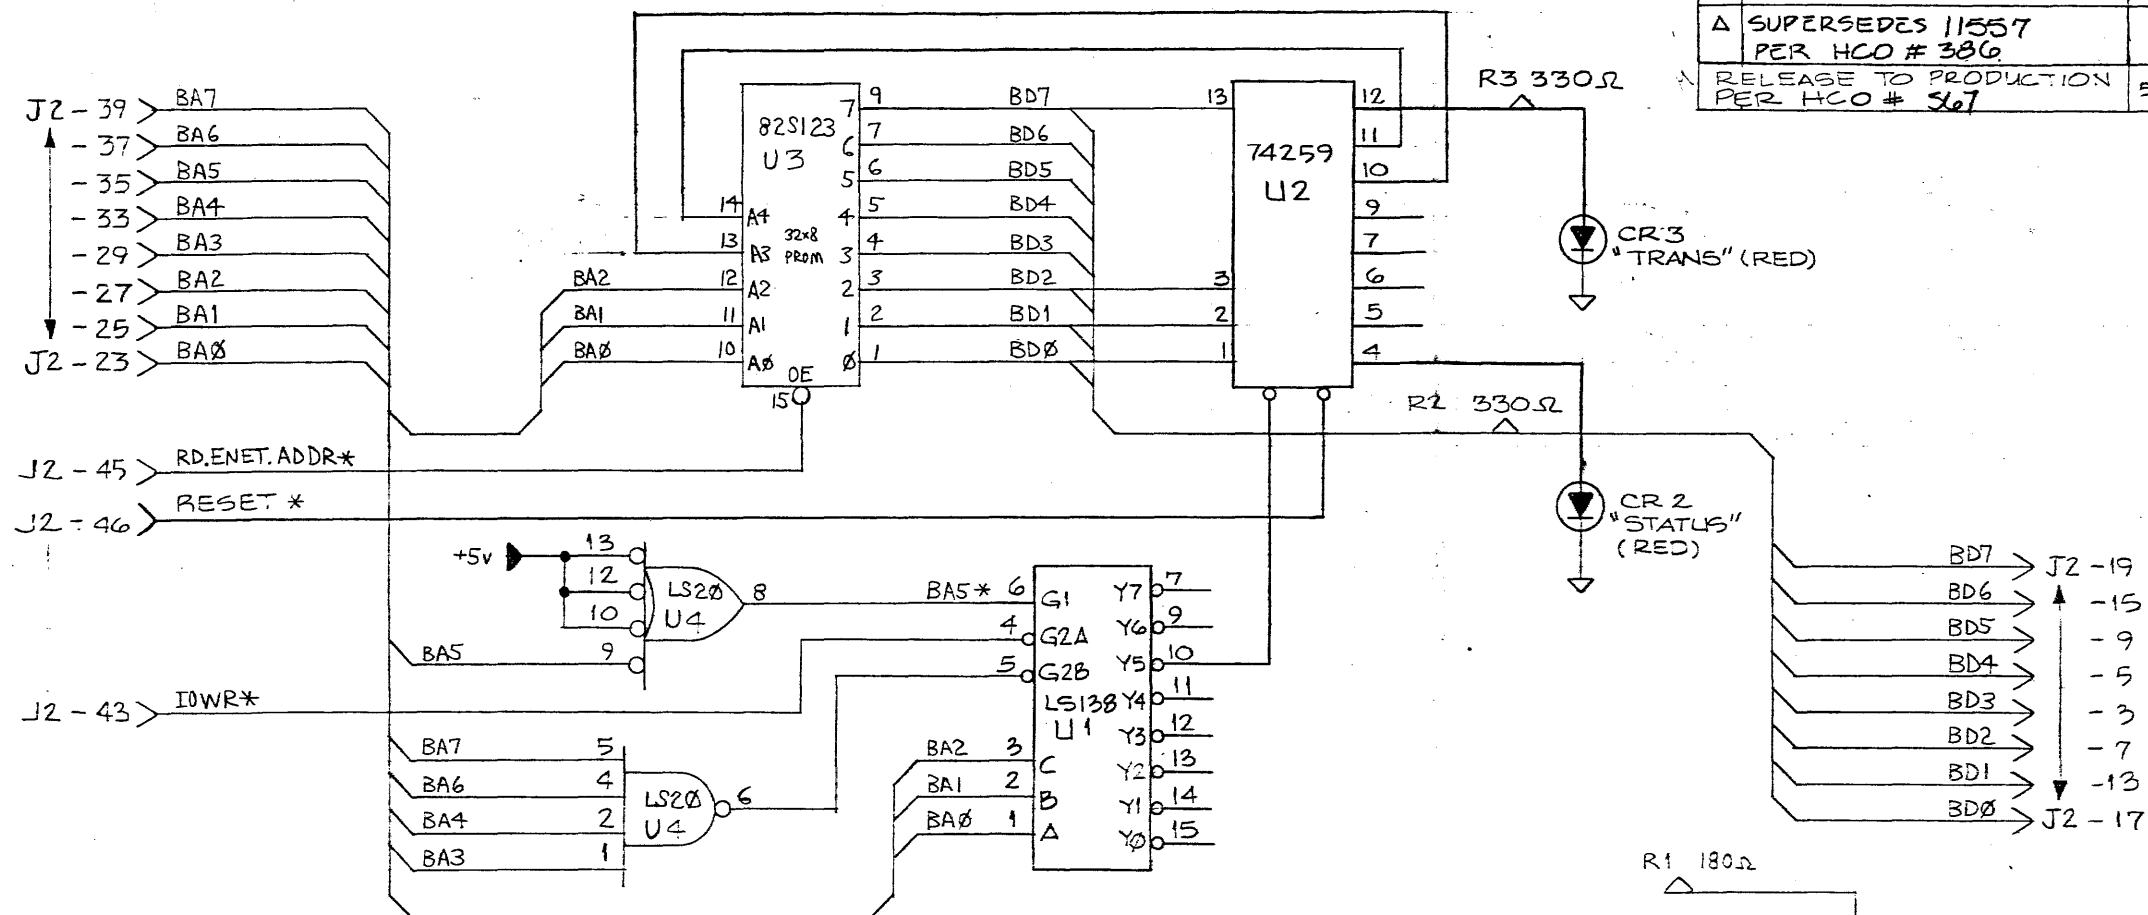 Δ SUPERSEDES 11557
PER HCO # 386
RELEASE TO PRODUCTION
PER HCO # 567
J2-39 BA7
-37 BA6
-35 BA5
-33 BA4
-29 BA3
-27 BA2
-25 BA1
J2-23 BAØ
J2-45 RD.ENET.ADDR*
J2-46 RESET *
J2-43 IOWR*
82S123
U3
32x8
PROM
14 A4
13 A3
BA2 12 A2
BA1 11 A1
BAØ 10 AØ
OE
15
7 9 BD7 13
6 7 BD6
5 6 BD5
4 5 BD4
3 4 BD3
2 3 BD2 3
1 2 BD1 2
Ø 1 BDØ 1
74259
U2
12
11
10
9
7
6
5
4
R3 330Ω
CR3
"TRANS" (RED)
R2 330Ω
CR2
"STATUS"
(RED)
+5v
13
12
10
BA5 9
LS2Ø
U4
8 BA5* 6 G1
4 G2A
5 G2B
LS138
U1
BA2 3 C
BA1 2 B
BAØ 1 A
Y7 7
Y6 9
Y5 10
Y4 11
Y3 12
Y2 13
Y1 14
YØ 15
BA7 5
BA6 4
BA4 2
BA3 1
LS2Ø
U4
6
BD7 J2-19
BD6 -15
BD5 -9
BD4 -5
BD3 -3
BD2 -7
BD1 -13
BDØ J2-17
R1 180Ω